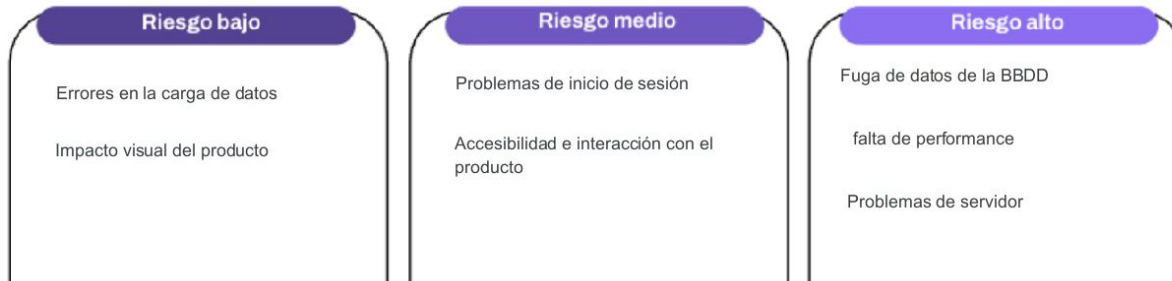 Riesgo bajo
Errores en la carga de datos
Impacto visual del producto
Riesgo medio
Problemas de inicio de sesión
Accesibilidad e interacción con el
producto
Riesgo alto
Fuga de datos de la BBDD
falta de performance
Problemas de servidor